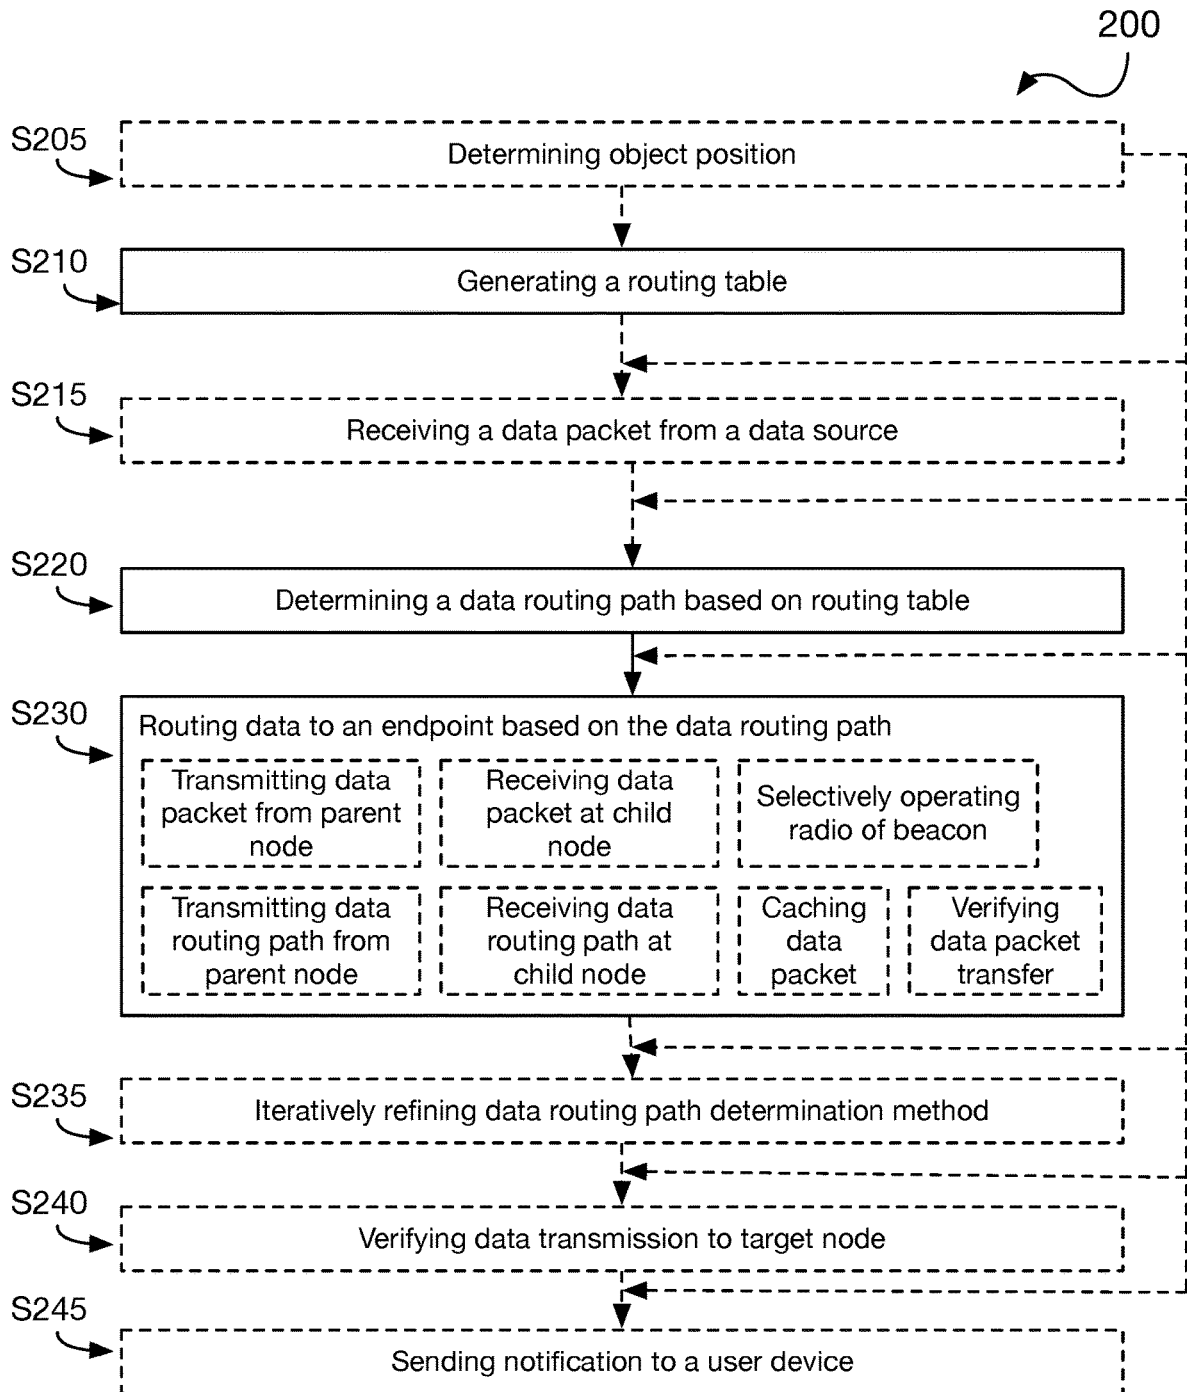 200
S205
Determining object position
S210
Generating a routing table
S215
Receiving a data packet from a data source
S220
Determining a data routing path based on routing table
S230
Routing data to an endpoint based on the data routing path
Transmitting data
packet from parent
node
Receiving data
packet at child
node
Selectively operating
radio of beacon
Transmitting data
routing path from
parent node
Receiving data
routing path at
child node
Caching
data
packet
Verifying
data packet
transfer
S235
Iteratively refining data routing path determination method
S240
Verifying data transmission to target node
S245
Sending notification to a user device